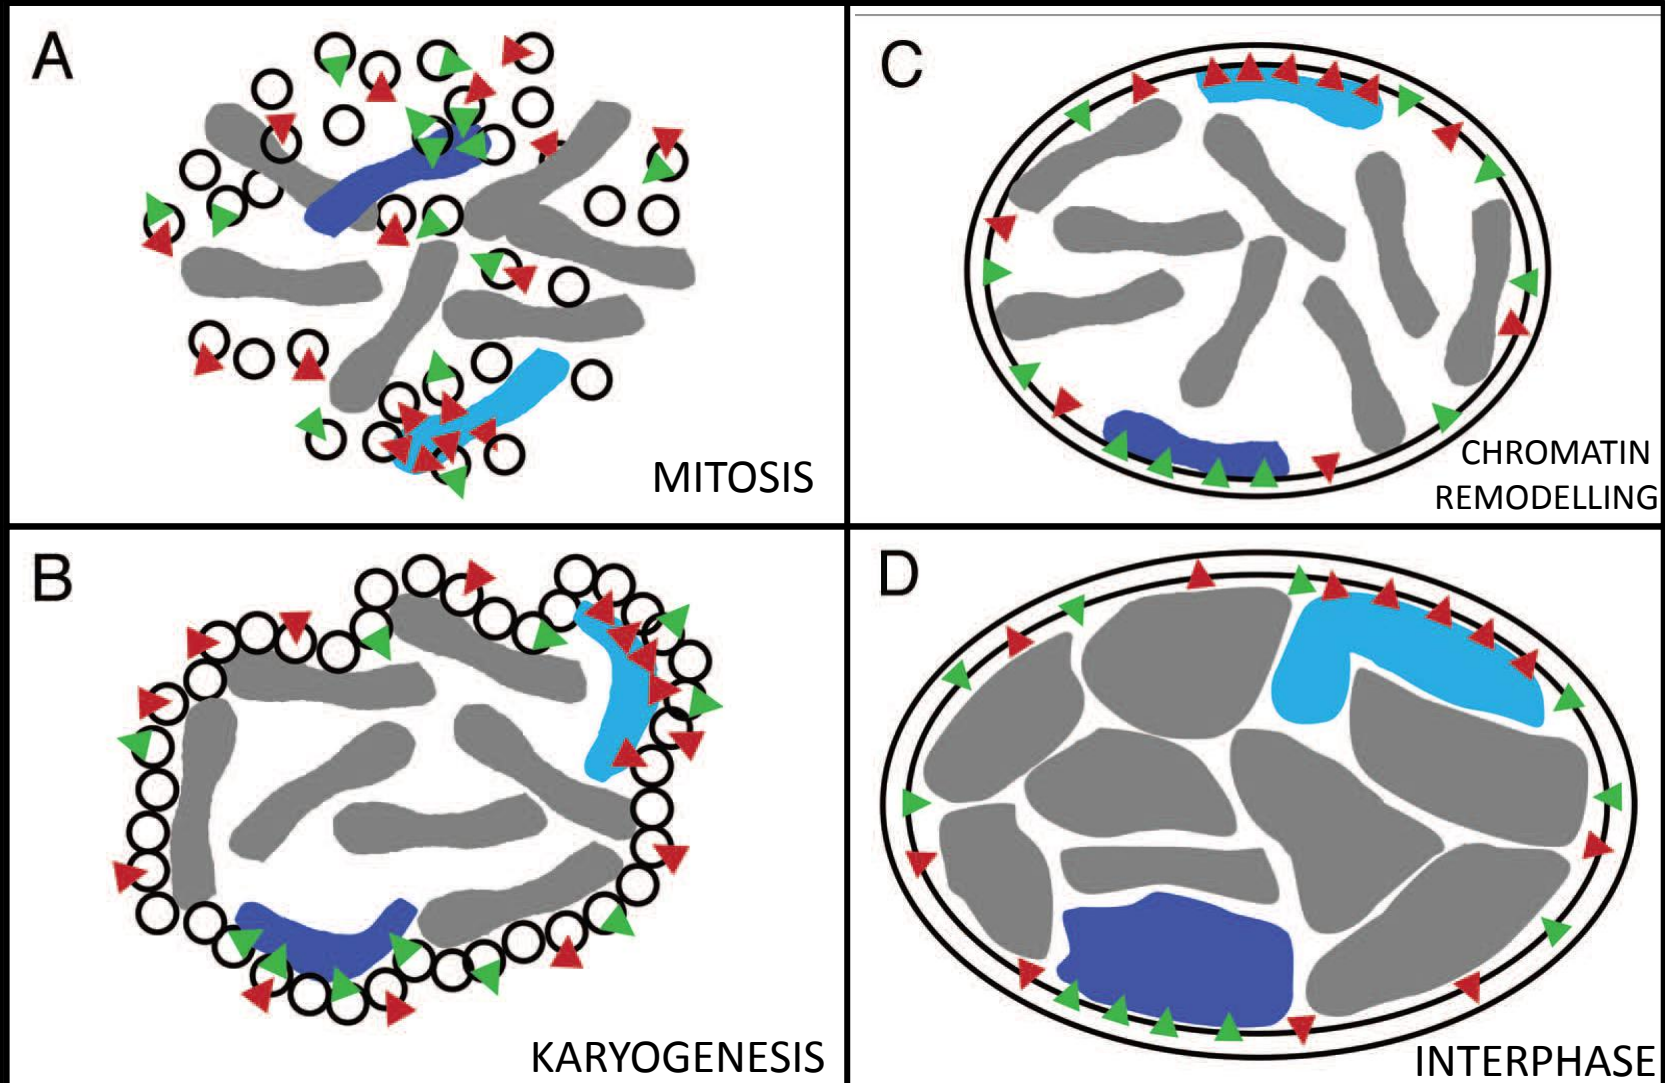 A
MITOSIS
B
KARYOGENESIS
C
CHROMATIN
REMODELLING
D
INTERPHASE